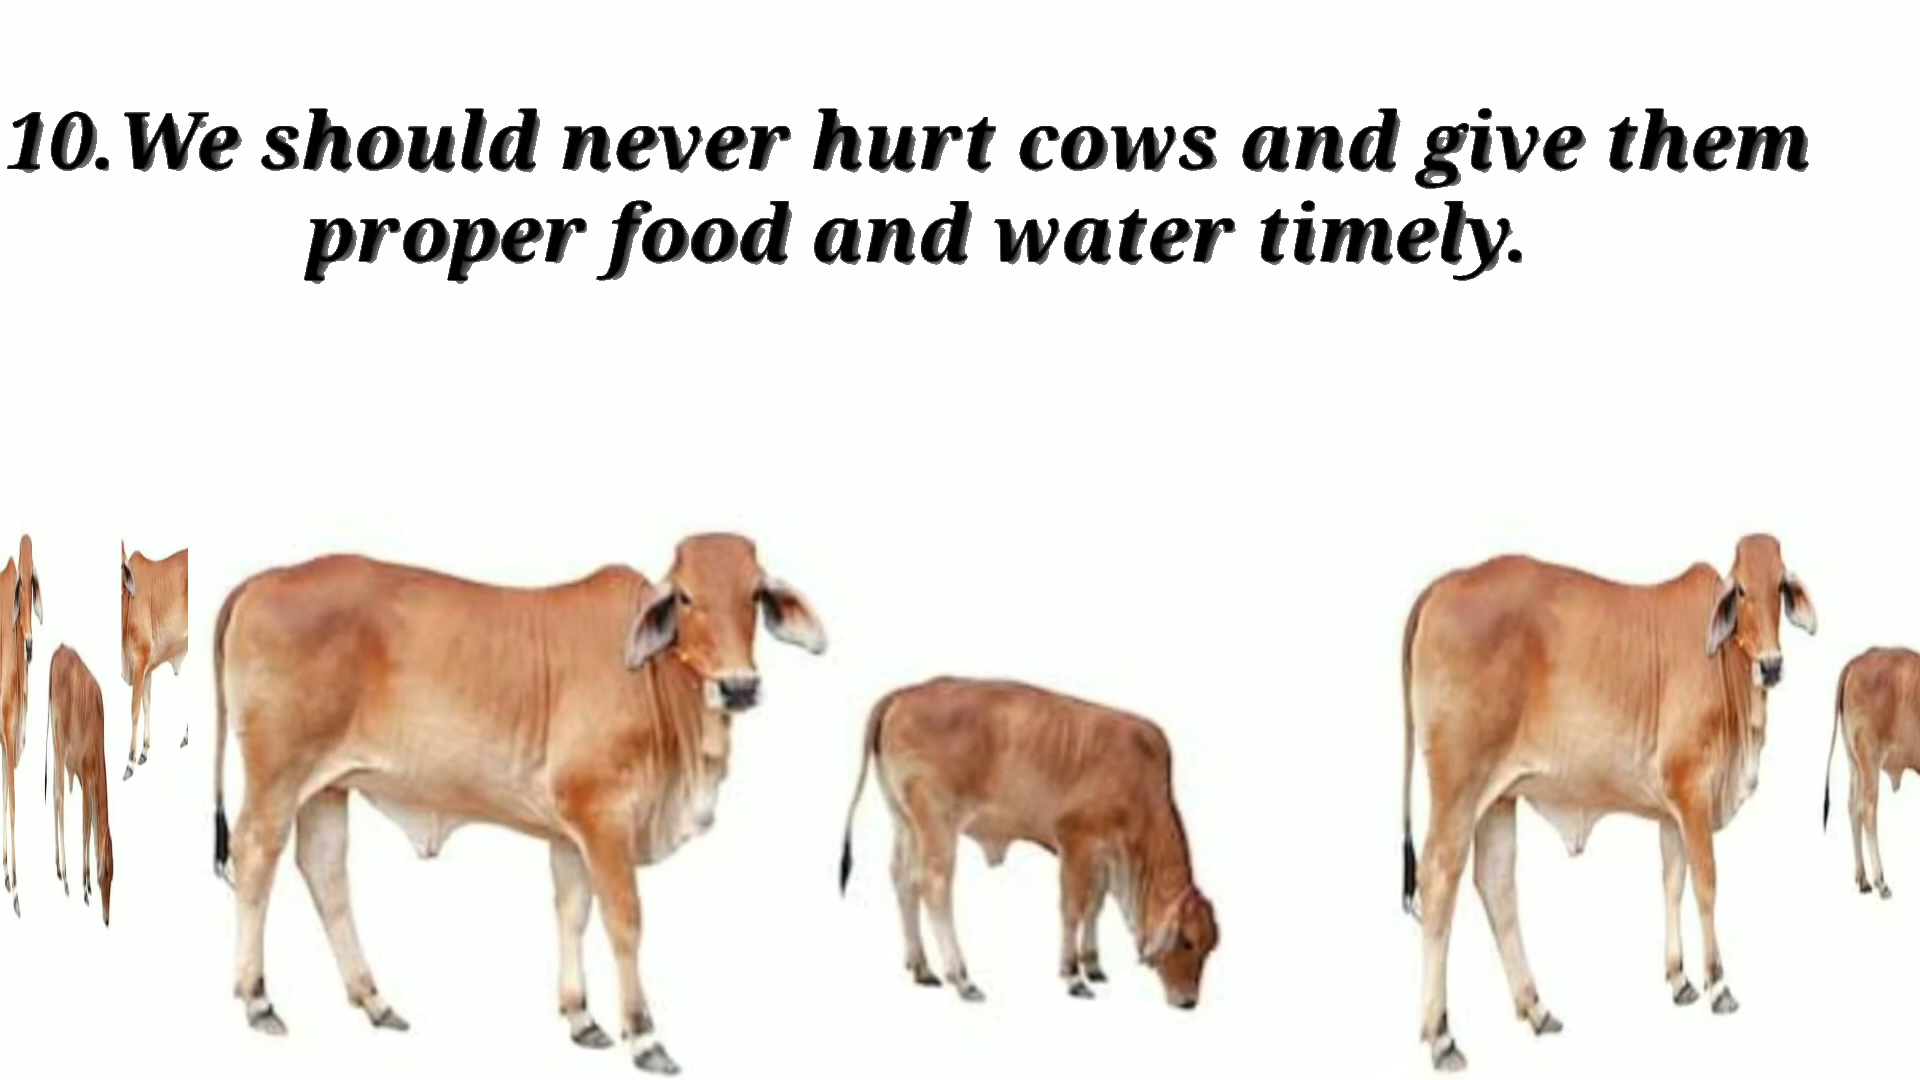 10.We should never hurt cows and give them
proper food and water timely.